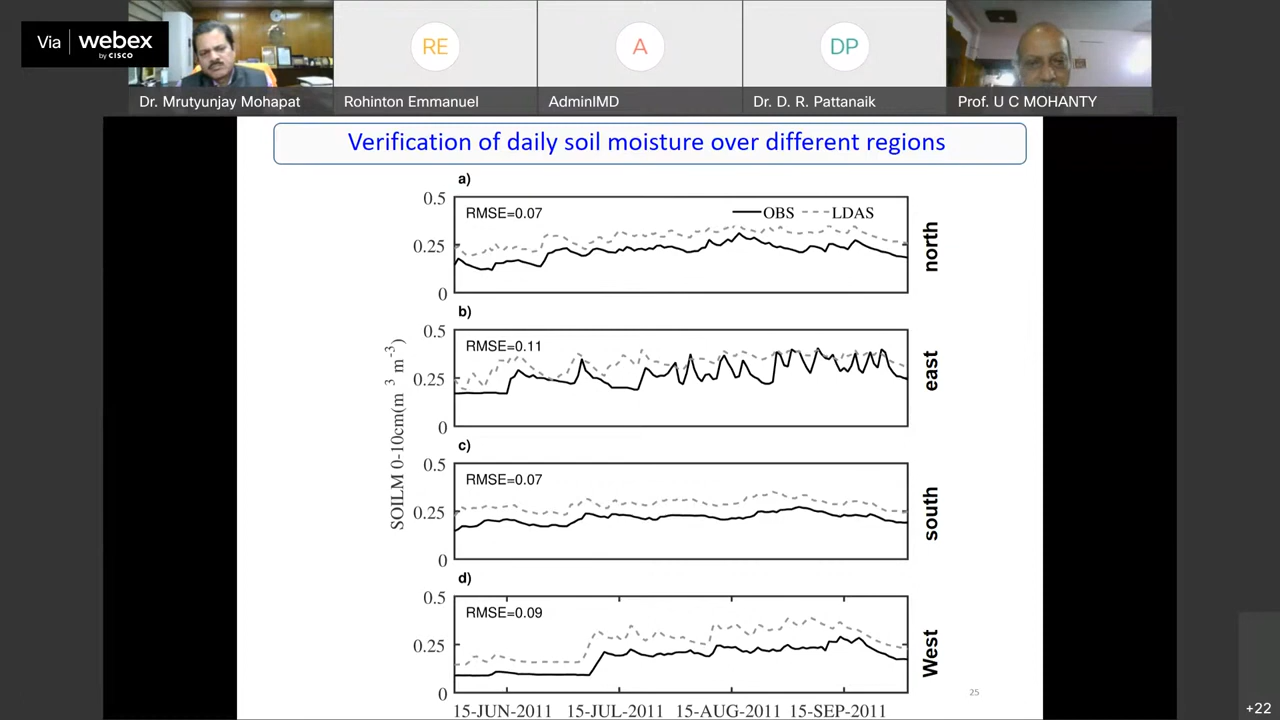 Via webex
by CISCO
RE
A
DP
Dr. Mrutyunjay Mohapat
Rohinton Emmanuel
AdminIMD
Dr. D. R. Pattanaik
Prof. U C MOHANTY
Verification of daily soil moisture over different regions
a)
0.5
RMSE=0.07
OBS
LDAS
0.25
0
north
b)
0.5
RMSE=0.11
0.25
0
east
SOILM 0-10cm(m 3 m-3)
c)
0.5
RMSE=0.07
0.25
0
south
d)
0.5
RMSE=0.09
0.25
0
West
15-JUN-2011 15-JUL-2011 15-AUG-2011 15-SEP-2011
25
+22